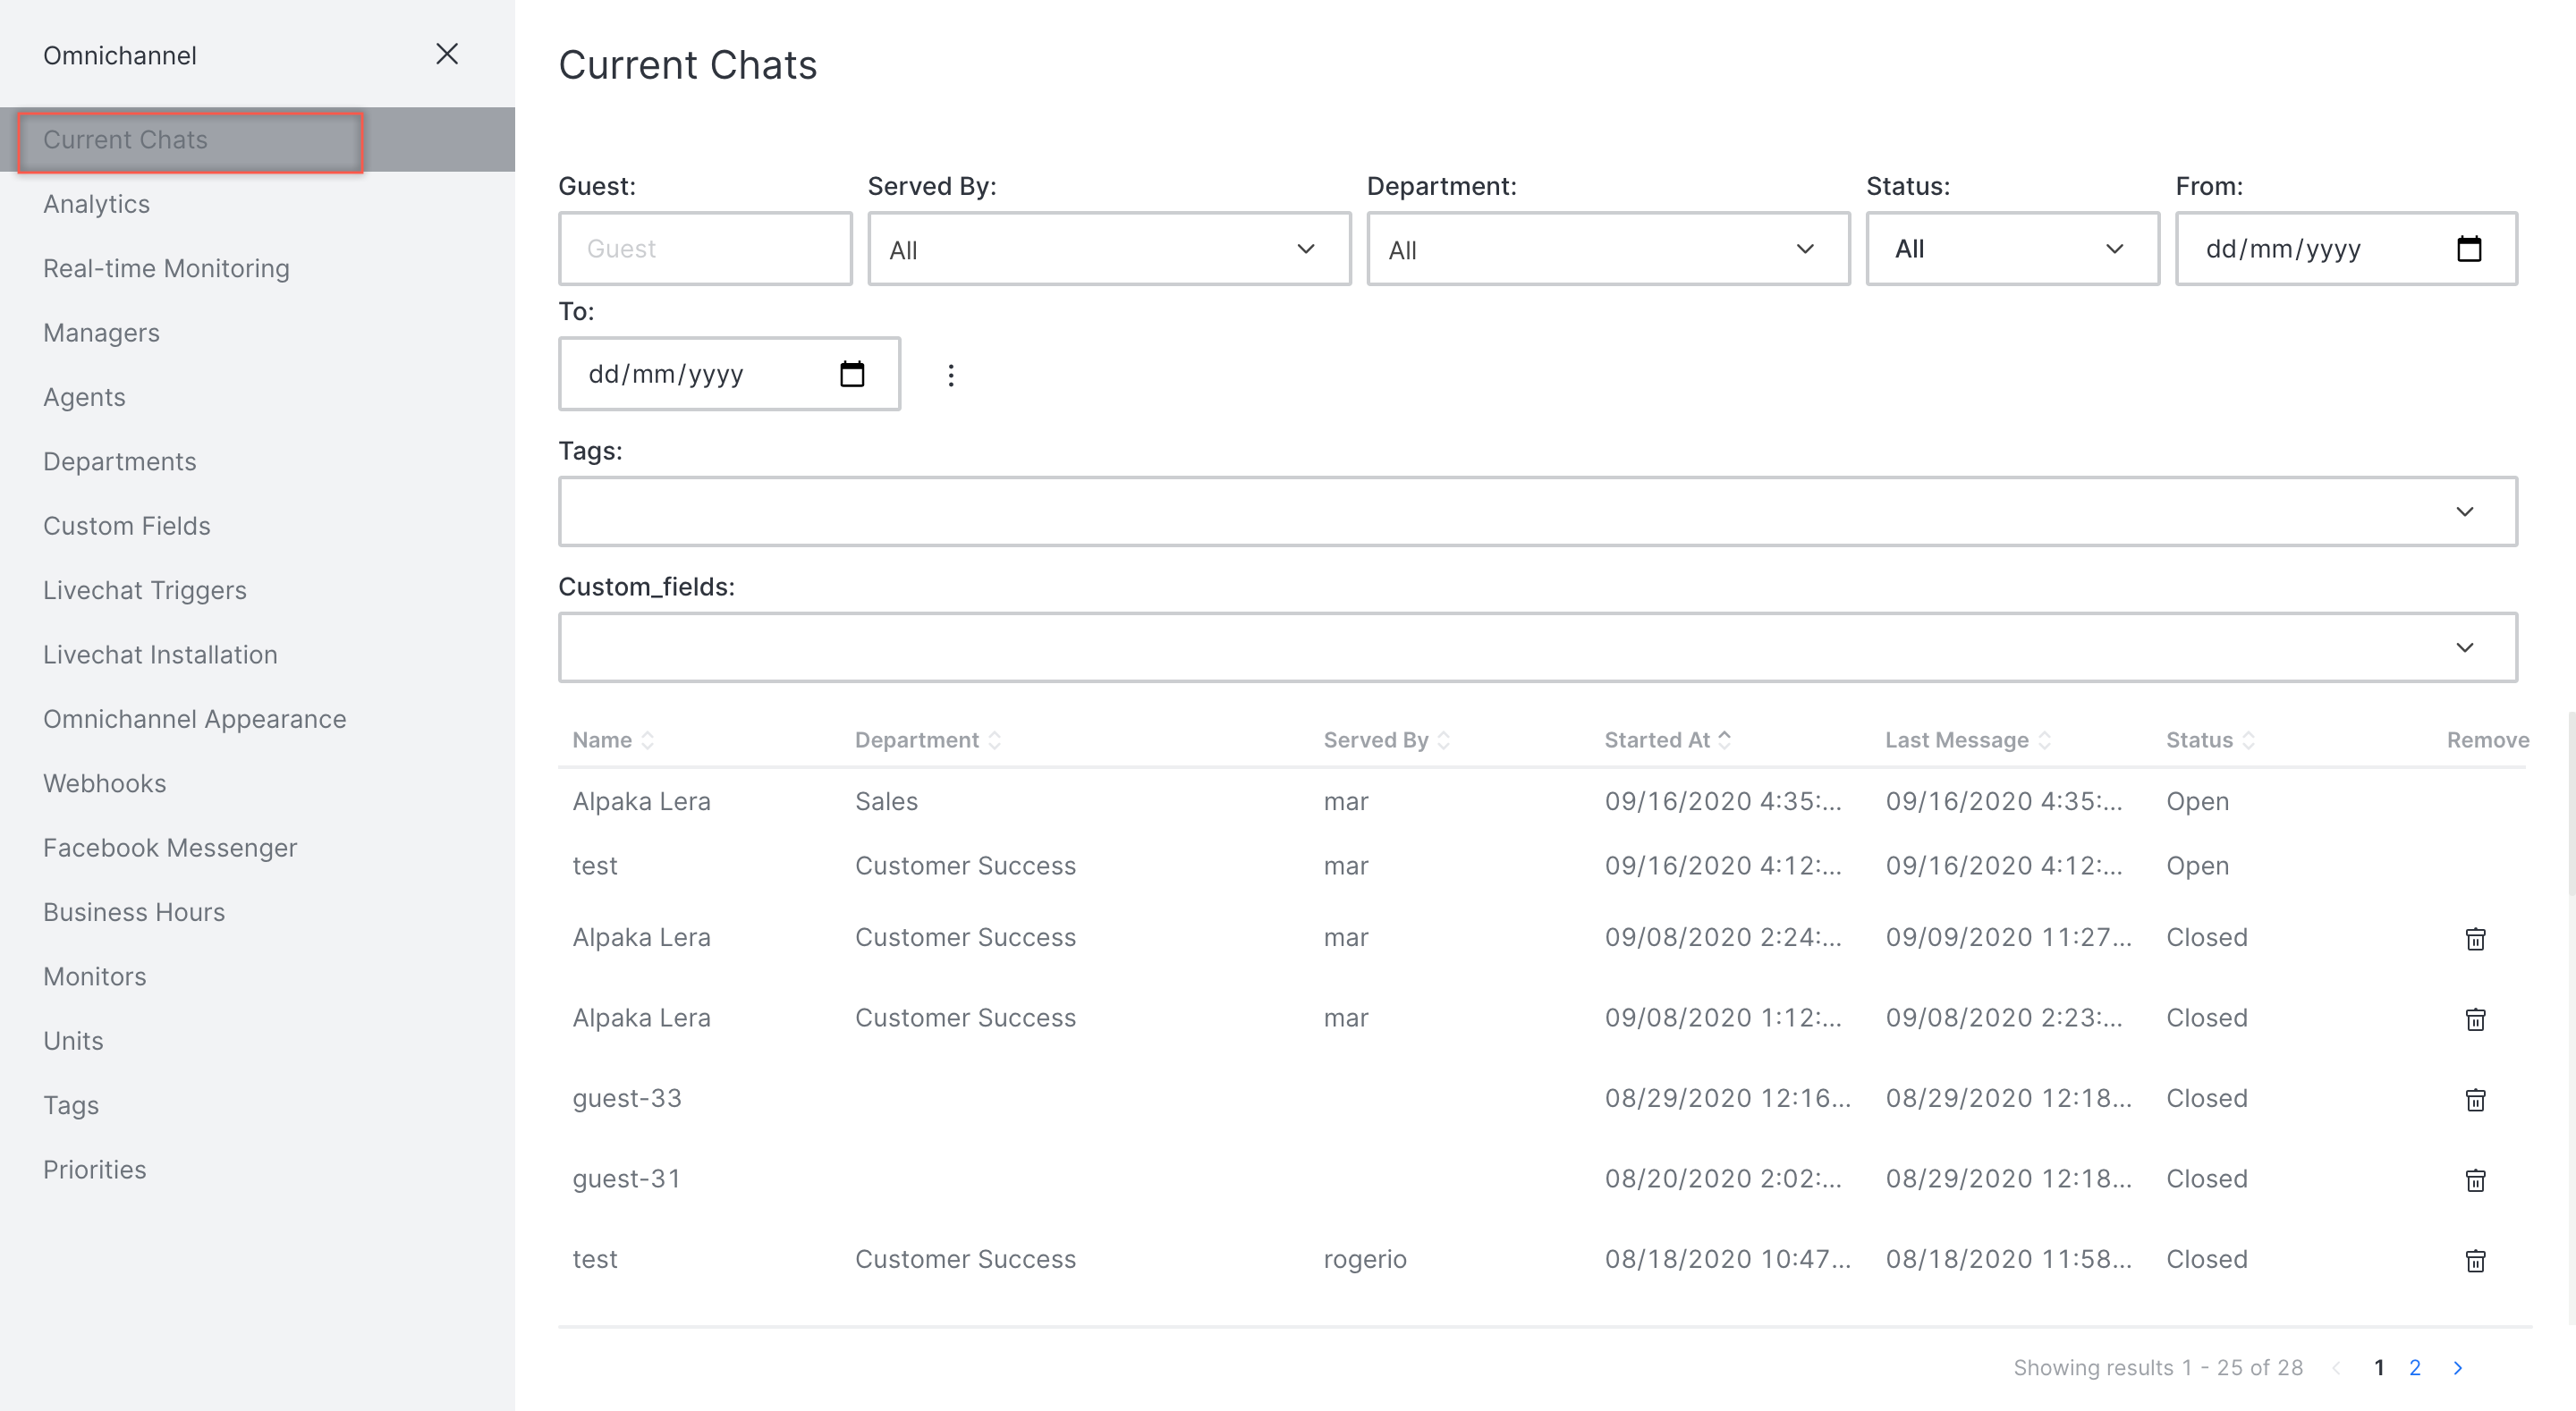 Omnichannel
Current Chats
Analytics
Real-time Monitoring
Managers
Agents
Departments
Custom Fields
Livechat Triggers
Livechat Installation
Omnichannel Appearance
Webhooks
Facebook Messenger
Business Hours
Monitors
Units
Tags
Priorities
Current Chats
Guest: Served By: Department: Status: From:
Guest All All All dd/mm/yyyy
To:
dd/mm/yyyy
Tags:
Custom_fields:
Name Department Served By Started At Last Message Status Remove
Alpaka Lera Sales mar 09/16/2020 4:35:... 09/16/2020 4:35:... Open
test Customer Success mar 09/16/2020 4:12:... 09/16/2020 4:12:... Open
Alpaka Lera Customer Success mar 09/08/2020 2:24:... 09/09/2020 11:27... Closed
Alpaka Lera Customer Success mar 09/08/2020 1:12:... 09/08/2020 2:23:... Closed
guest-33 08/29/2020 12:16... 08/29/2020 12:18... Closed
guest-31 08/20/2020 2:02:... 08/29/2020 12:18... Closed
test Customer Success rogerio 08/18/2020 10:47... 08/18/2020 11:58... Closed
Showing results 1 - 25 of 28 1 2